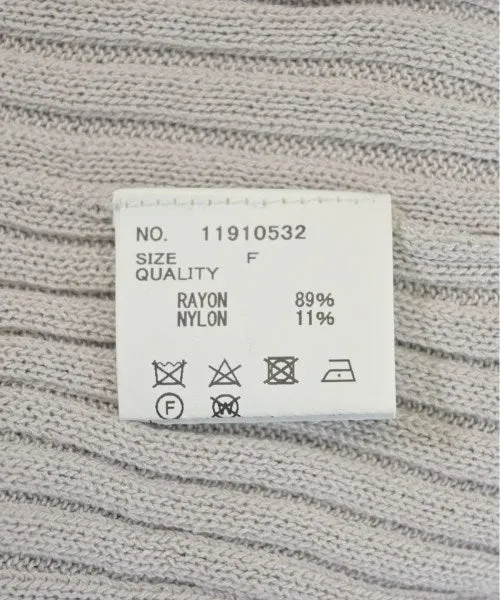 NO. 11910532
SIZE F
QUALITY
RAYON 89%
NYLON 11%
F W